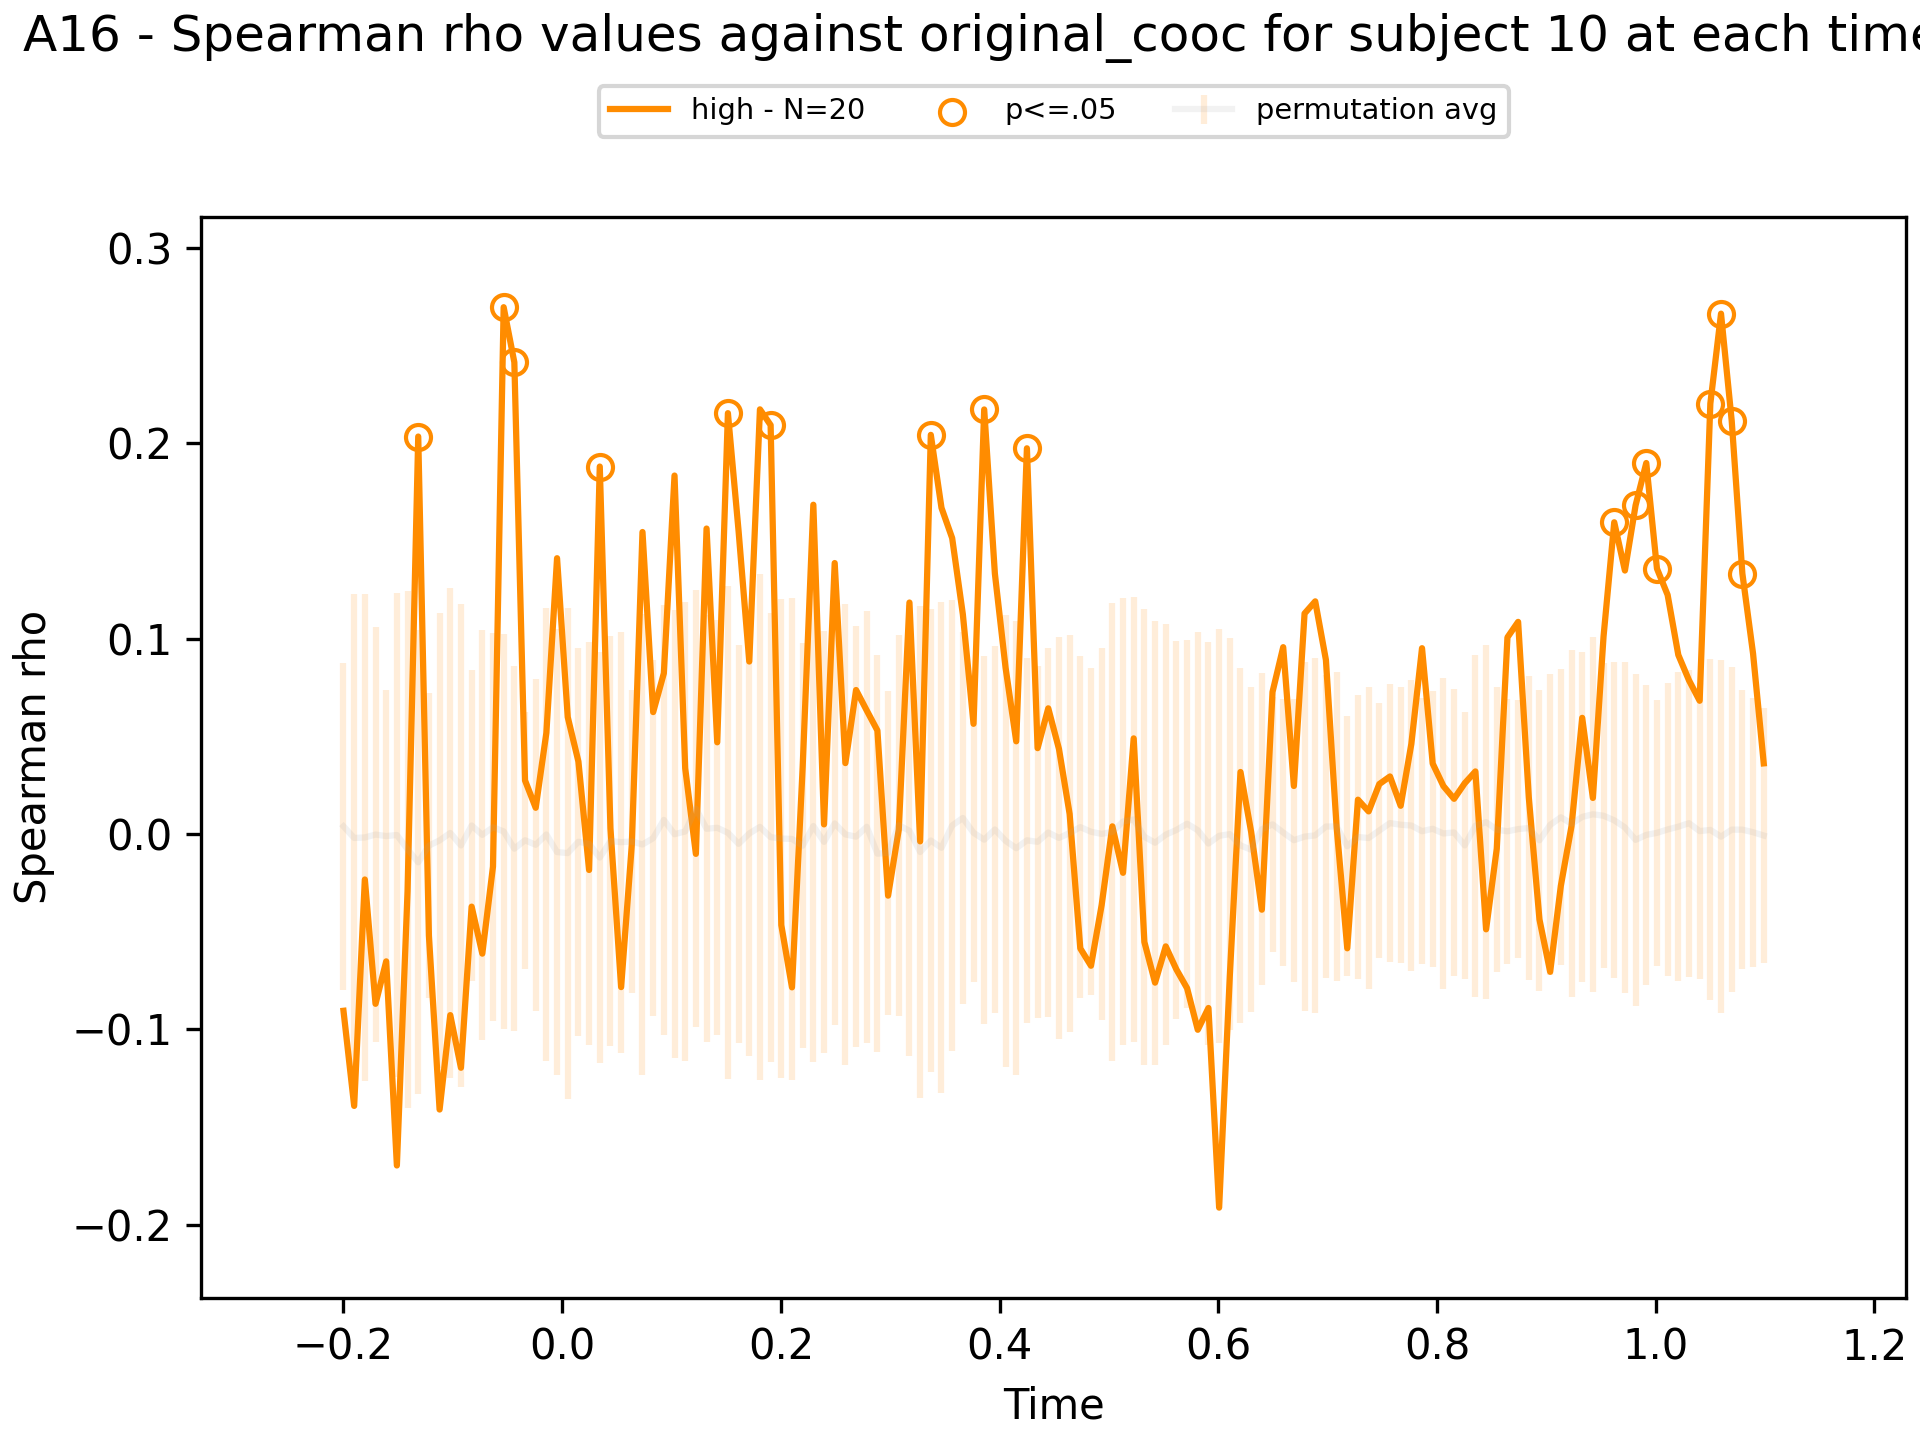 A16 - Spearman rho values against original_cooc for subject 10 at each time
high - N=20 p<=.05 permutation avg
0.3
0.2
0.1
0.0
−0.1
−0.2
Spearman rho
−0.2 0.0 0.2 0.4 0.6 0.8 1.0 1.2
Time